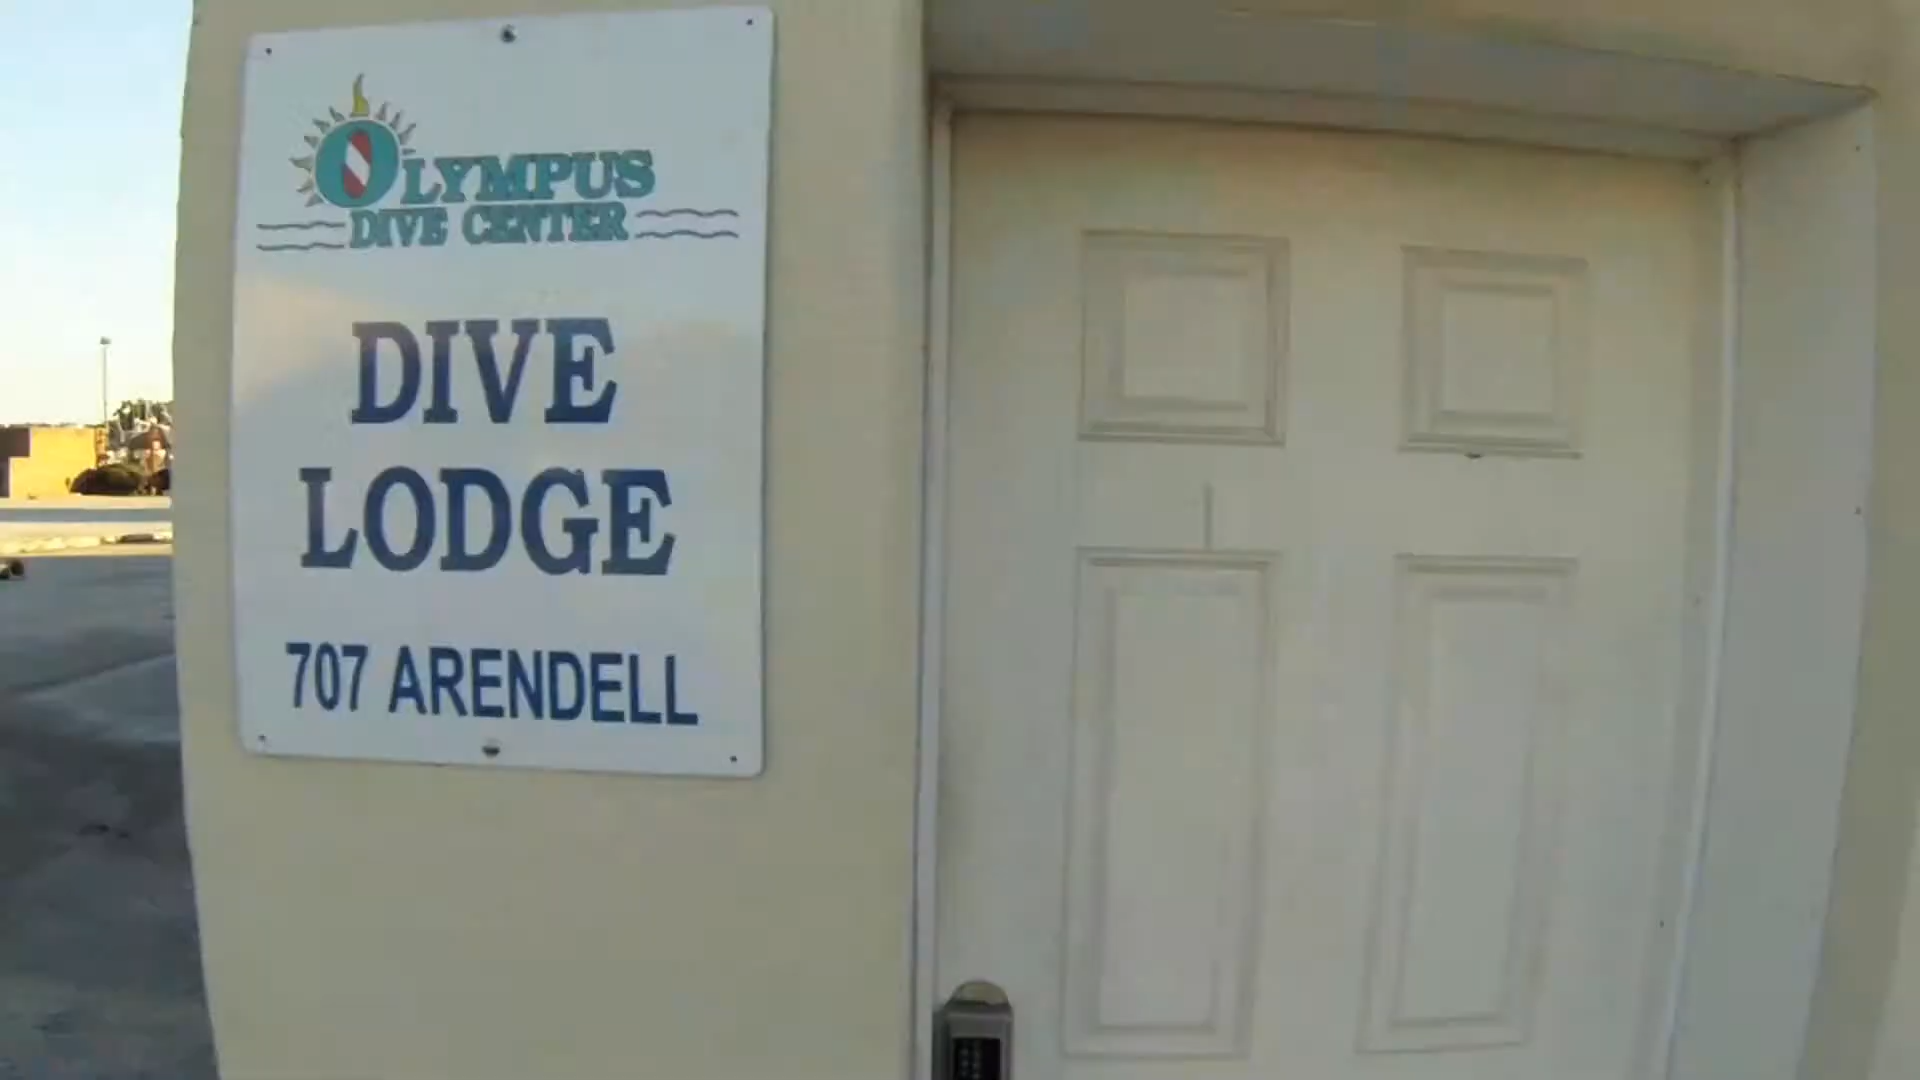 OLYMPUS
DIVE CENTER
DIVE
LODGE
707 ARENDELL